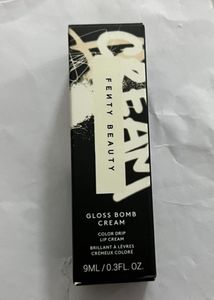 CREAM
FENTY BEAUTY
GLOSS BOMB
CREAM
COLOR DRIP
LIP CREAM
BRILLANT À LÈVRES
CRÉMEUX COLORÉ
9ML / 0.3FL. OZ.